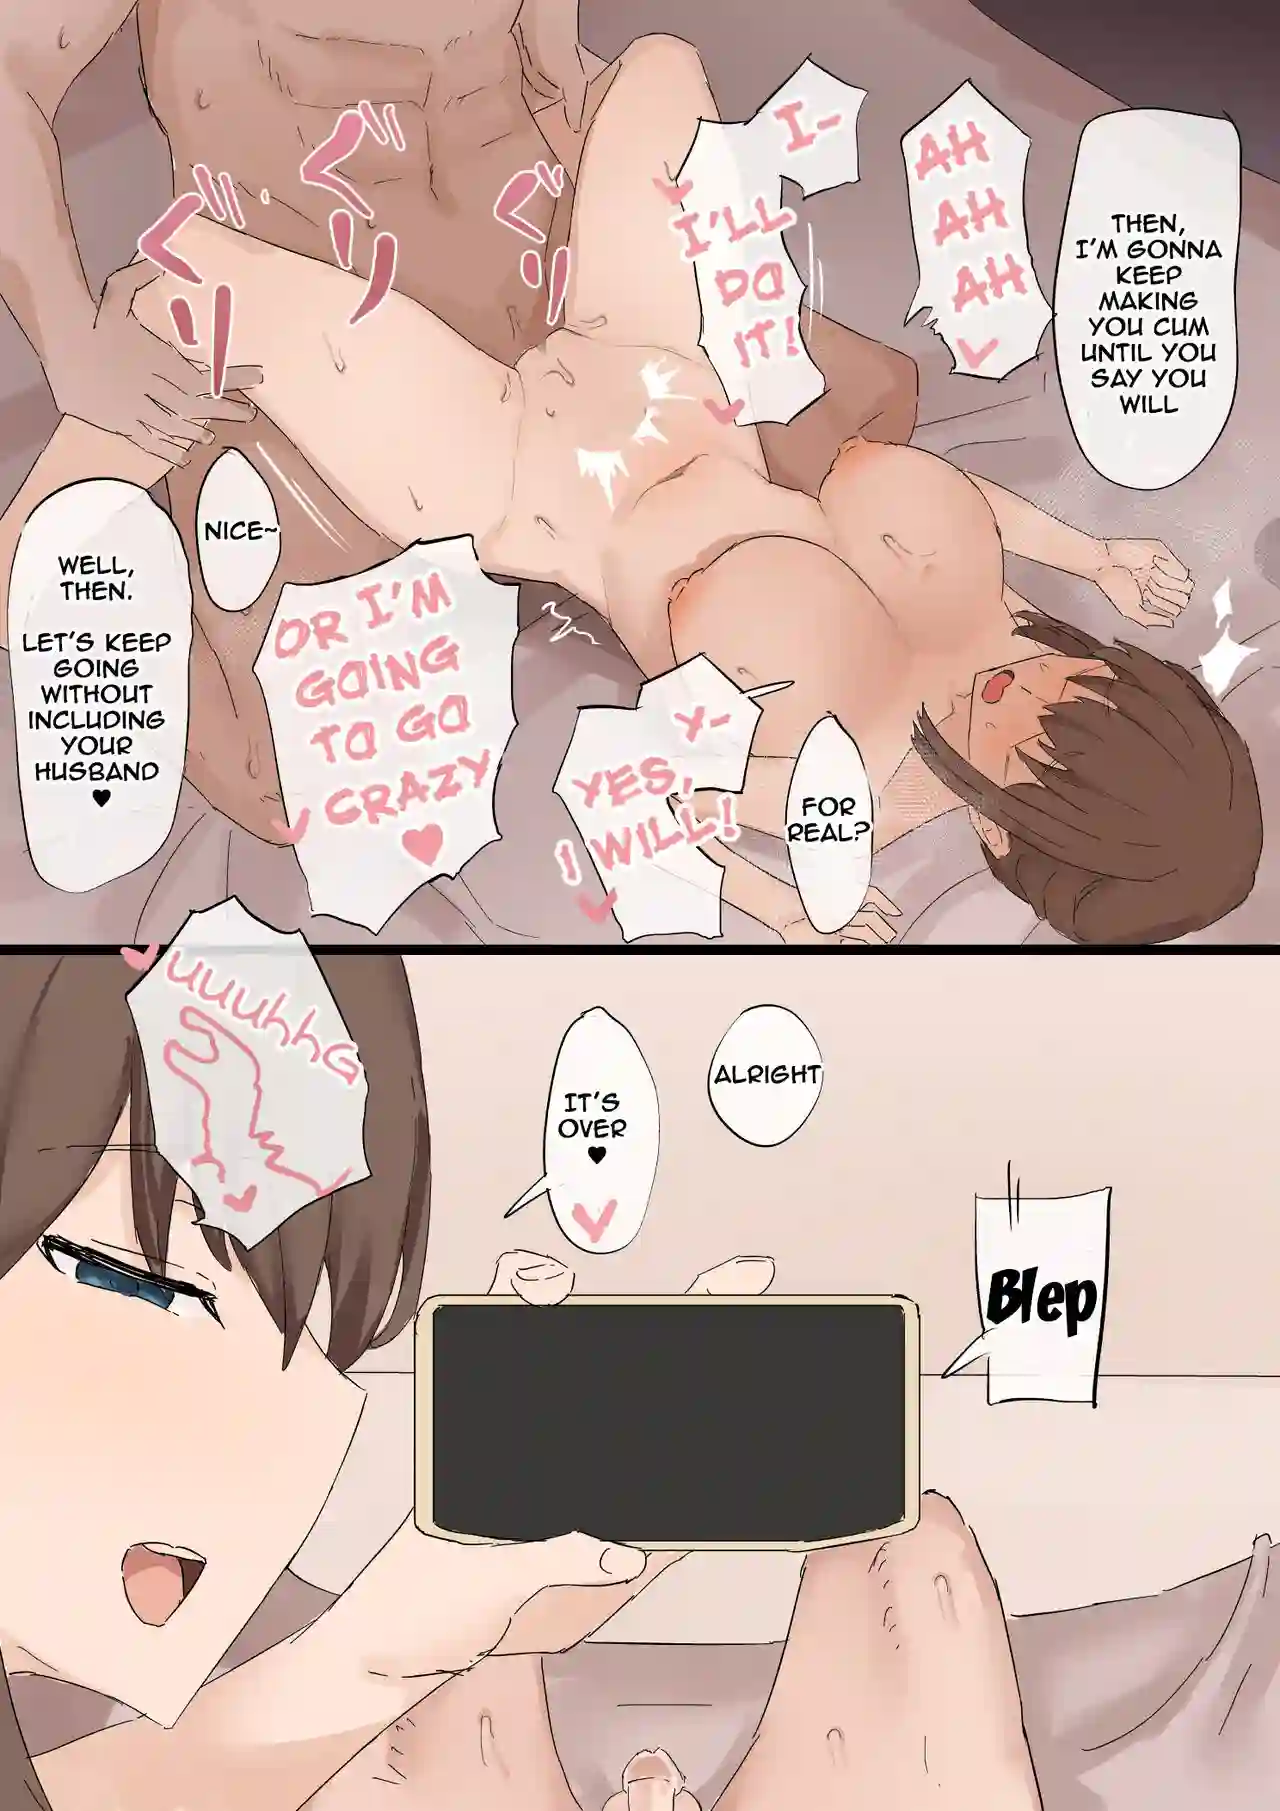 THEN,
I'M GONNA
KEEP
MAKING
YOU CUM
UNTIL YOU
SAY YOU
WILL
AH
AH
AH
I-
I'LL
DO
IT!
FOR
REAL?
Y-
YES,
I WILL!
OR I'M
GOING
TO GO
CRAZY
NICE~
WELL,
THEN.
LET'S KEEP
GOING
WITHOUT
INCLUDING
YOUR
HUSBAND
♥
ALRIGHT
IT'S
OVER
♥
UUUUHHG
Blep